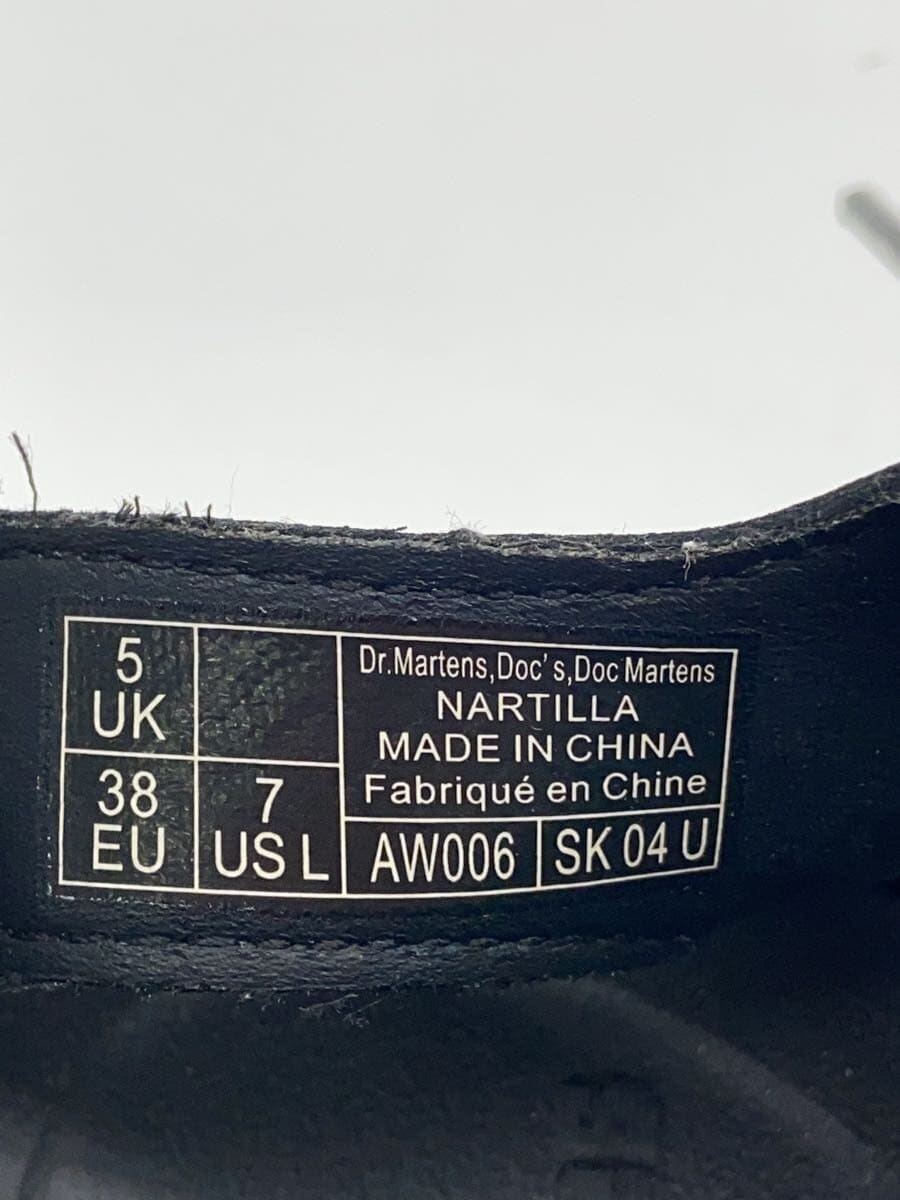 5
UK
38
EU
7
US L
Dr.Martens,Doc's,Doc Martens
NARTILLA
MADE IN CHINA
Fabriqué en Chine
AW006
SK 04 U